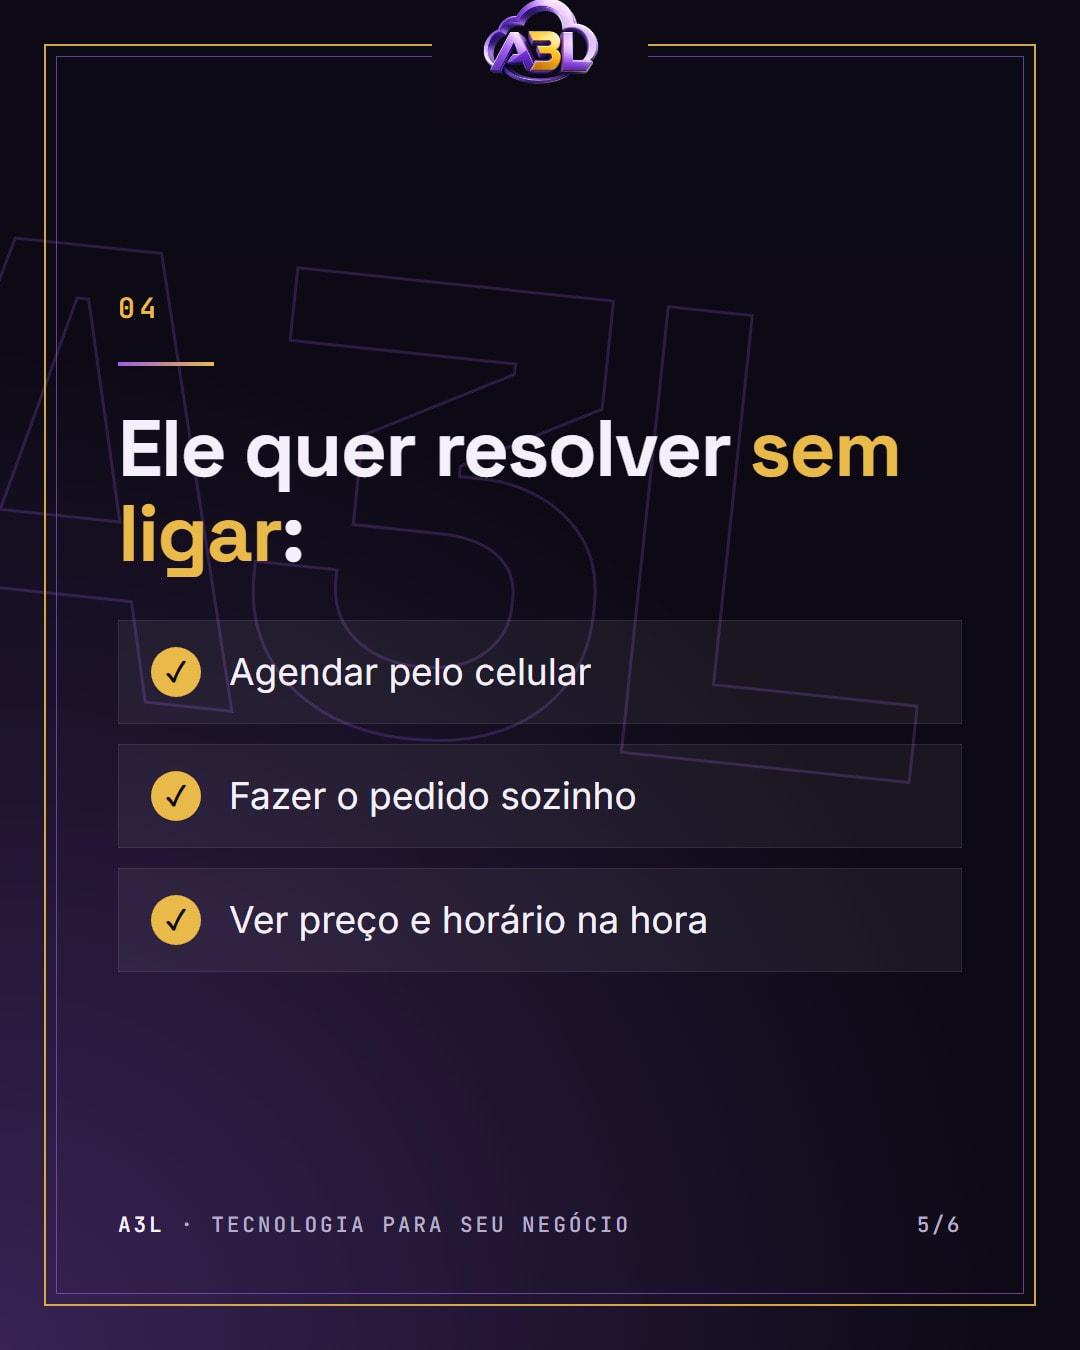 A3L
04
Ele quer resolver sem
ligar:
✓ Agendar pelo celular
✓ Fazer o pedido sozinho
✓ Ver preço e horário na hora
A3L · TECNOLOGIA PARA SEU NEGÓCIO 5/6
A3L